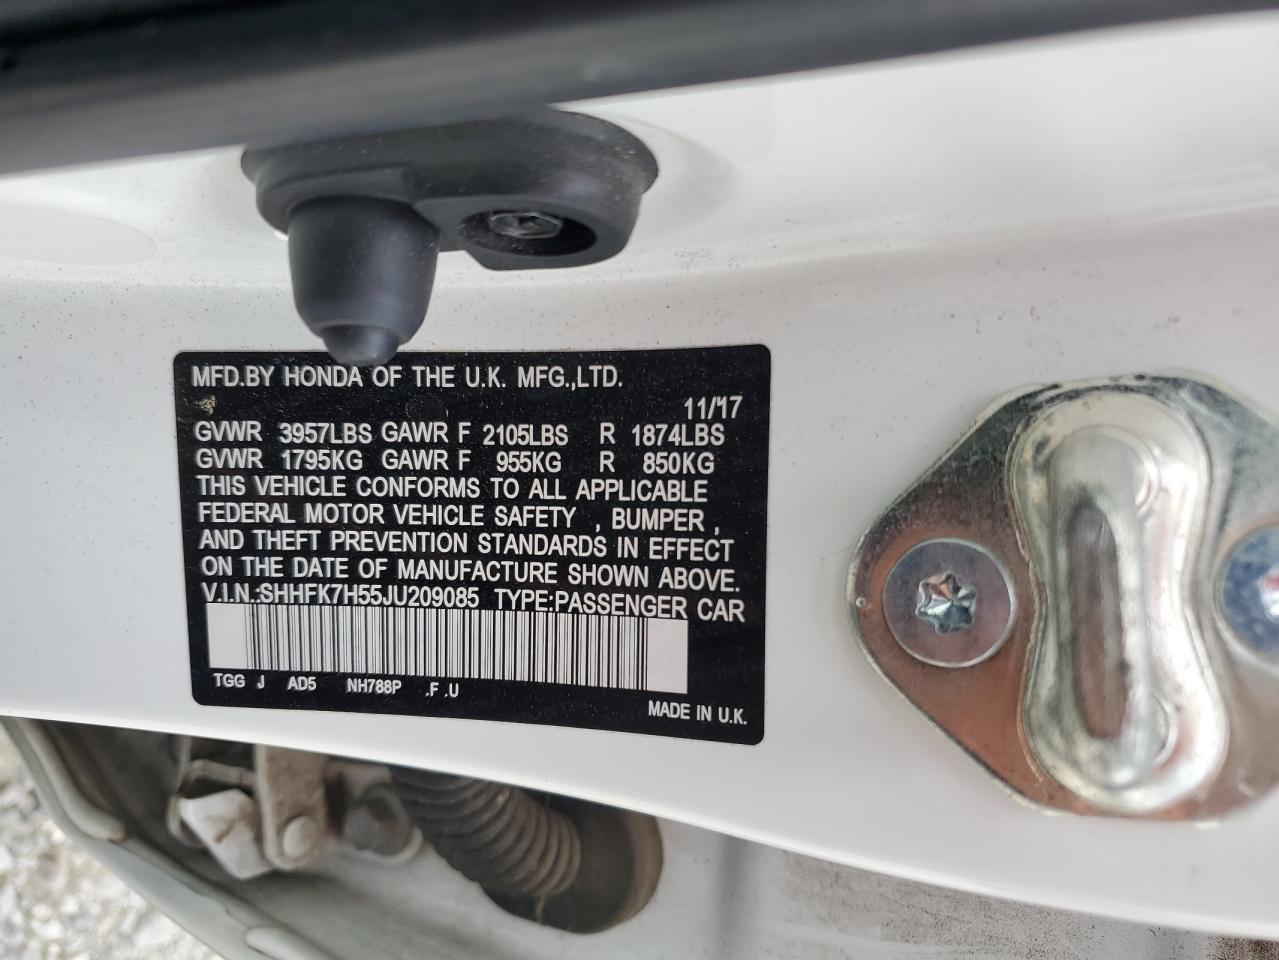 MFD.BY HONDA OF THE U.K. MFG.,LTD.
11/17
GVWR 3957LBS GAWR F 2105LBS R 1874LBS
GVWR 1795KG GAWR F 955KG R 850KG
THIS VEHICLE CONFORMS TO ALL APPLICABLE
FEDERAL MOTOR VEHICLE SAFETY , BUMPER ,
AND THEFT PREVENTION STANDARDS IN EFFECT
ON THE DATE OF MANUFACTURE SHOWN ABOVE.
V.I.N.:SHHFK7H55JU209085 TYPE:PASSENGER CAR
TGG J AD5 NH788P .F .U
MADE IN U.K.